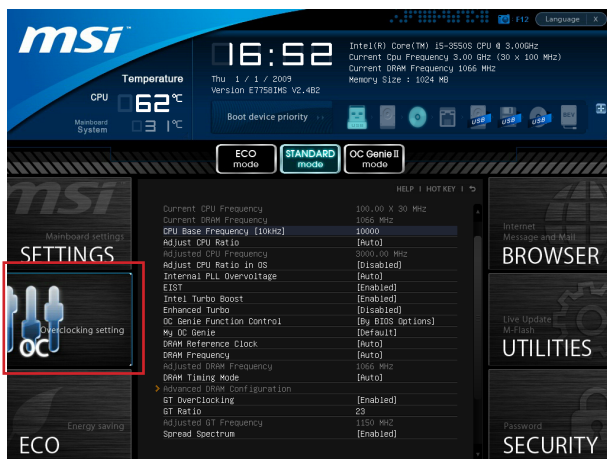 msi
F12 Language X
16:52
Intel(R) Core(TM) i5-3550S CPU @ 3.00GHz
Current Cpu Frequency 3.00 GHz (30 x 100 MHz)
Current DRAM Frequency 1066 MHz
Memory Size : 1024 MB
Temperature
Thu 1 / 1 / 2009
Version E7758IMS V2.4B2
CPU 62°C
Mainboard
System 31°C
Boot device priority
USB USB USB BEV
ECO
mode
STANDARD
mode
OC Genie II
mode
HELP | HOTKEY |
msi
Mainboard settings
SETTINGS
Overclocking setting
OC
Energy saving
ECO
Current CPU Frequency 100.00 X 30 MHz
Current DRAM Frequency 1066 MHz
CPU Base Frequency [10kHz] 10000
Adjust CPU Ratio [Auto]
Adjusted CPU Frequency 3000.00 MHz
Adjust CPU Ratio in OS [Disabled]
Internal PLL Overvoltage [Auto]
EIST [Enabled]
Intel Turbo Boost [Enabled]
Enhanced Turbo [Disabled]
OC Genie Function Control [By BIOS Options]
My OC Genie [Default]
DRAM Reference Clock [Auto]
DRAM Frequency [Auto]
Adjusted DRAM Frequency 1066 MHz
DRAM Timing Mode [Auto]
Advanced DRAM Configuration
GT OverClocking [Enabled]
GT Ratio 23
Adjusted GT Frequency 1150 MHZ
Spread Spectrum [Enabled]
Internet
Message and Mail
BROWSER
Live Update
M-Flash
UTILITIES
Password
SECURITY